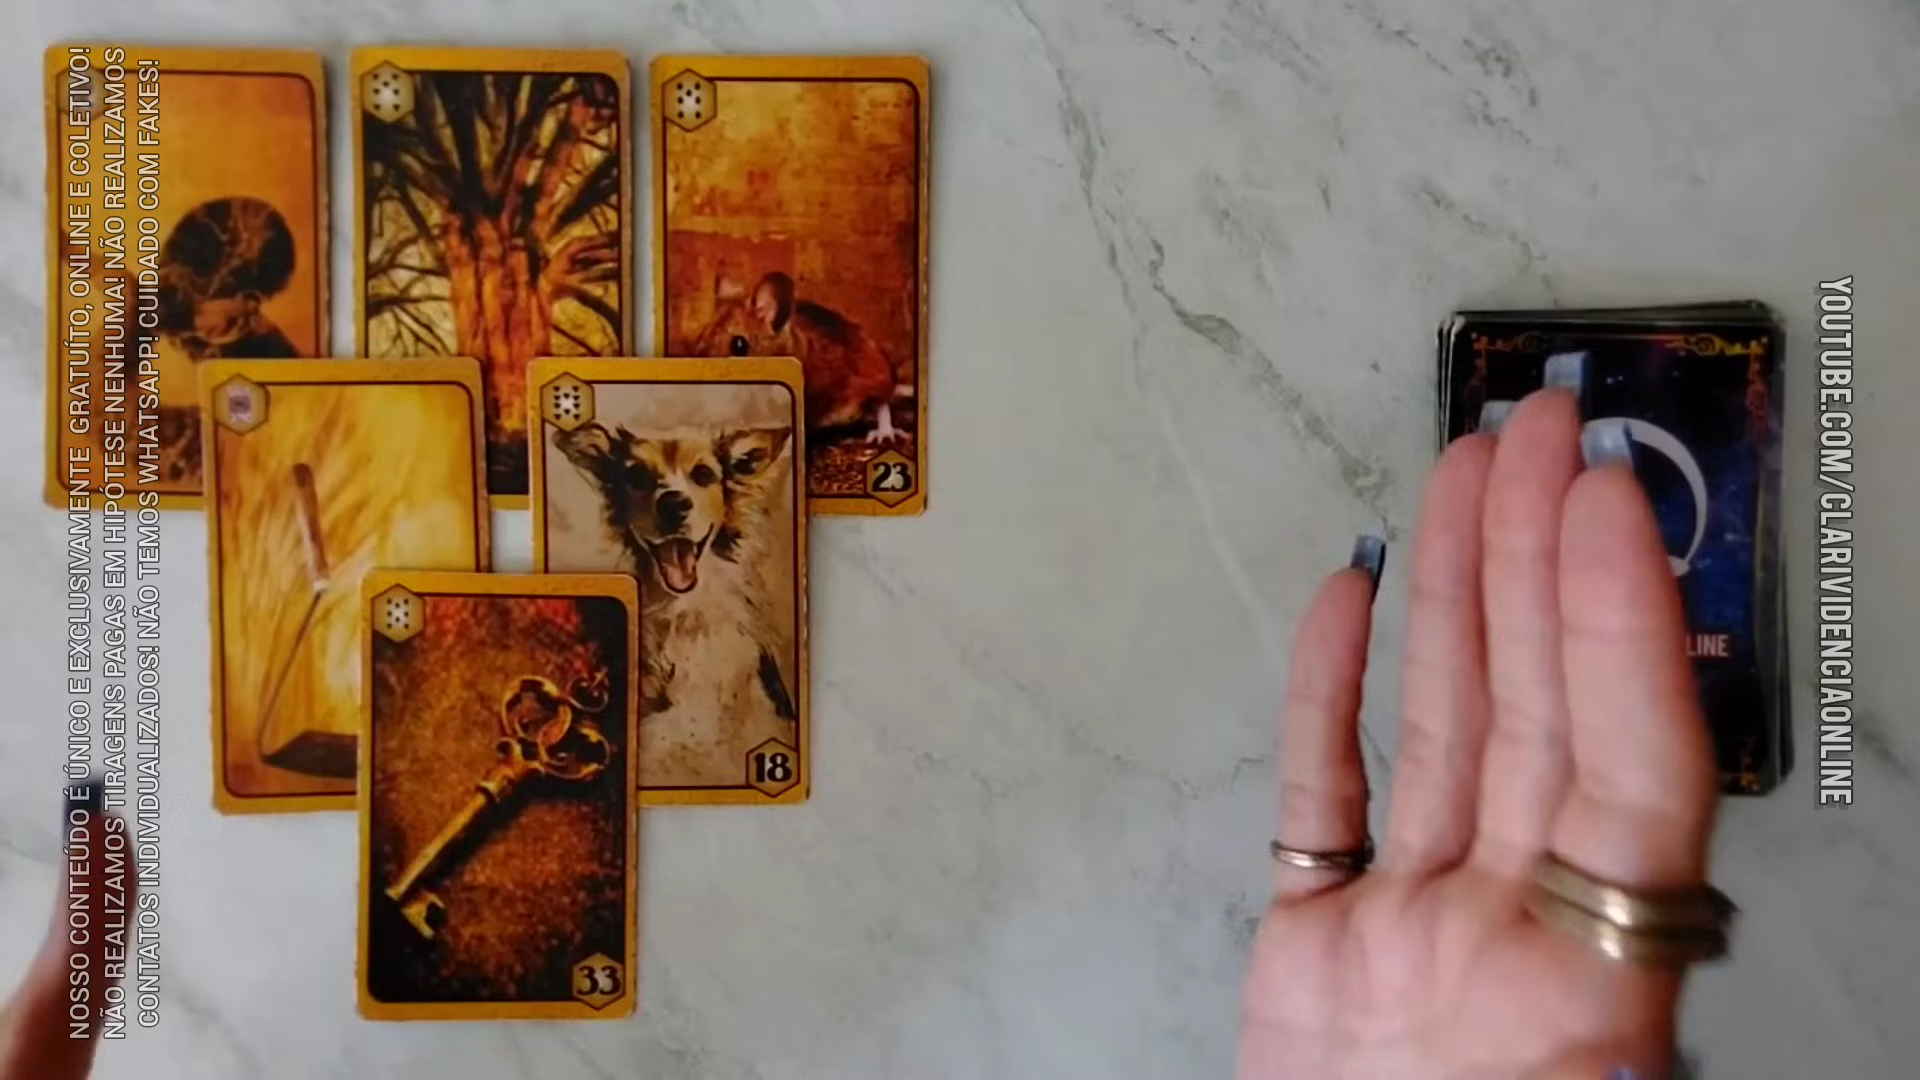 NOSSO CONTEÚDO É ÚNICO E EXCLUSIVAMENTE GRATUÍTO, ONLINE E COLETIVO!
NÃO REALIZAMOS TIRAGENS PAGAS EM HIPÓTESE NENHUMA! NÃO REALIZAMOS
CONTATOS INDIVIDUALIZADOS! NÃO TEMOS WHATSAPP! CUIDADO COM FAKES!
23
18
33
LINE
YOUTUBE.COM/CLARIVIDENCIAONLINE